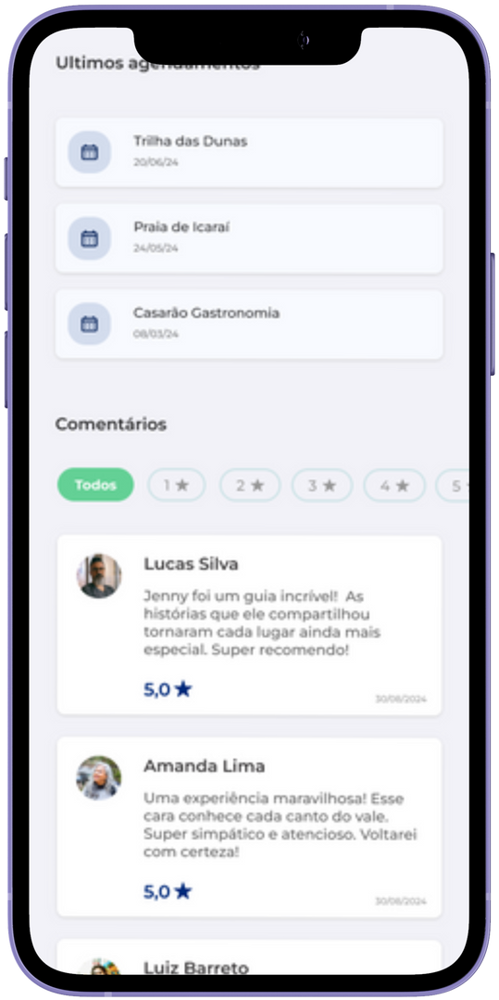 Ultimos agendamentos
Trilha das Dunas
20/06/24
Praia de Icaraí
24/05/24
Casarão Gastronomia
08/03/24
Comentários
Todos 1 ★ 2 ★ 3 ★ 4 ★ 5
Lucas Silva
Jenny foi um guia incrível! As
histórias que ele compartilhou
tornaram cada lugar ainda mais
especial. Super recomendo!
5,0 ★
30/08/2024
Amanda Lima
Uma experiência maravilhosa! Esse
cara conhece cada canto do vale.
Super simpático e atencioso. Voltarei
com certeza!
5,0 ★
30/08/2024
Luiz Barreto